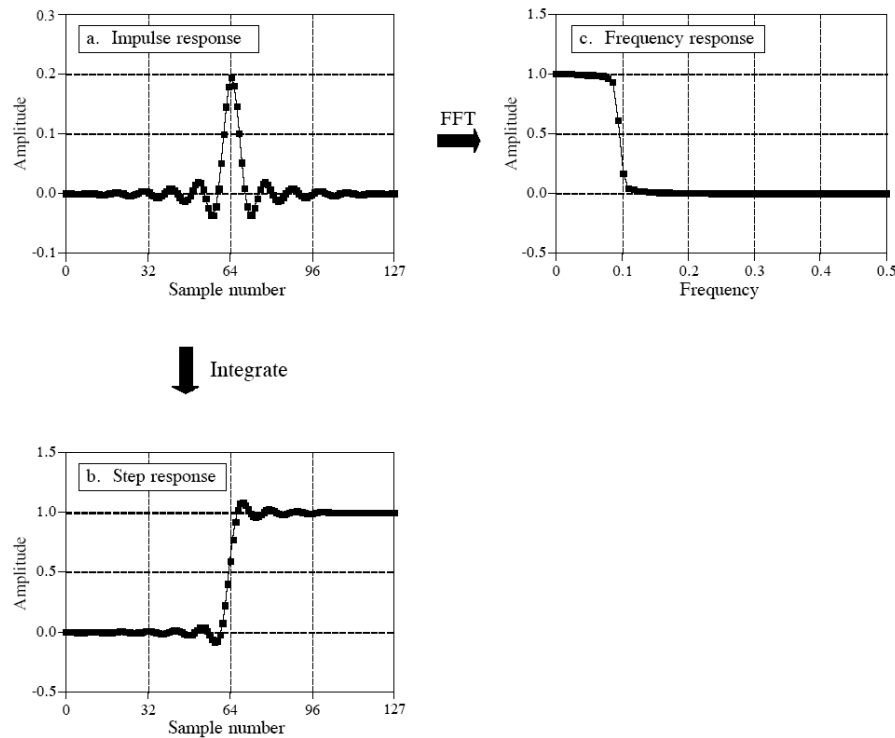 a. Impulse response
0.3
0.2
0.1
0.0
-0.1
Amplitude
0 32 64 96 127
Sample number
FFT
c. Frequency response
1.5
1.0
0.5
0.0
-0.5
Amplitude
0 0.1 0.2 0.3 0.4 0.5
Frequency
Integrate
b. Step response
1.5
1.0
0.5
0.0
-0.5
Amplitude
0 32 64 96 127
Sample number